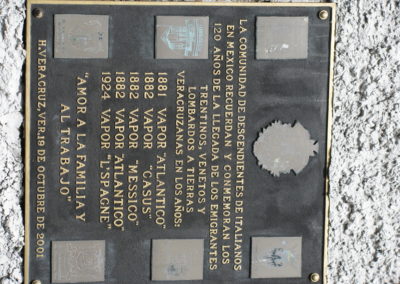 LA COMUNIDAD DE DESCENDIENTES DE ITALIANOS
EN MEXICO RECUERDAN Y CONMEMORAN LOS
120 AÑOS DE LA LLEGADA DE LOS EMIGRANTES
TRENTINOS, VENETOS Y
LOMBARDOS A TIERRAS
VERACRUZANAS EN LOS AÑOS:
1881 VAPOR "ATLANTICO"
1882 VAPOR "CASUS"
1882 VAPOR "MESSICO"
1882 VAPOR "ATLANTICO"
1924 VAPOR "L'SPAGNE"
"AMOR A LA FAMILIA Y
AL TRABAJO"
H. VERACRUZ, VER. 19 DE OCTUBRE DE 2001